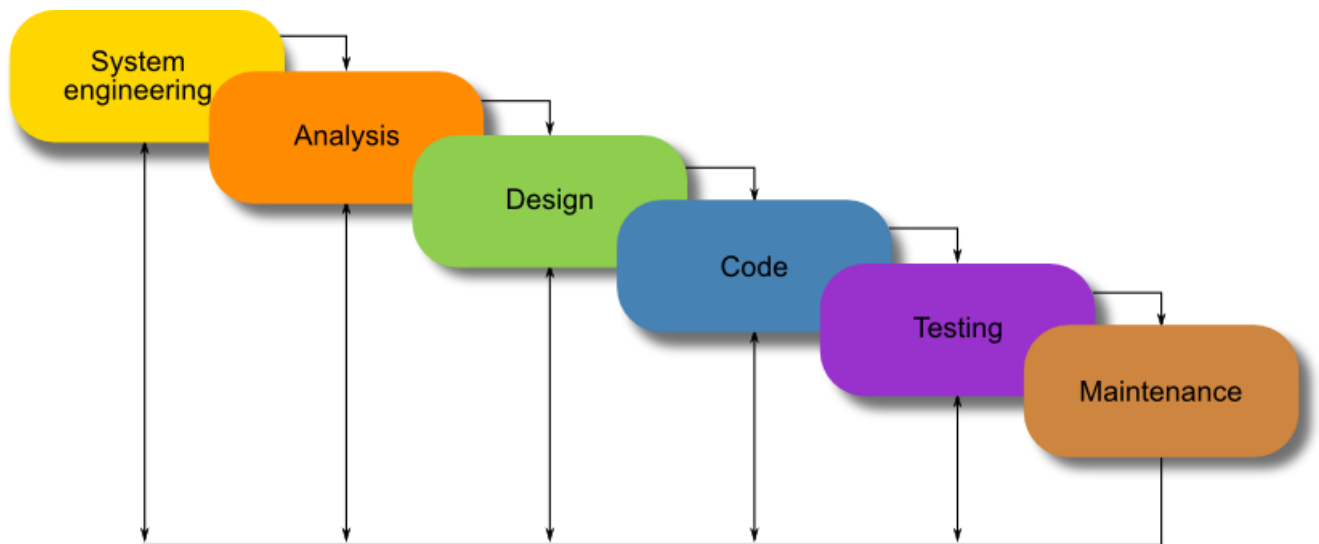 System
engineering
Analysis
Design
Code
Testing
Maintenance